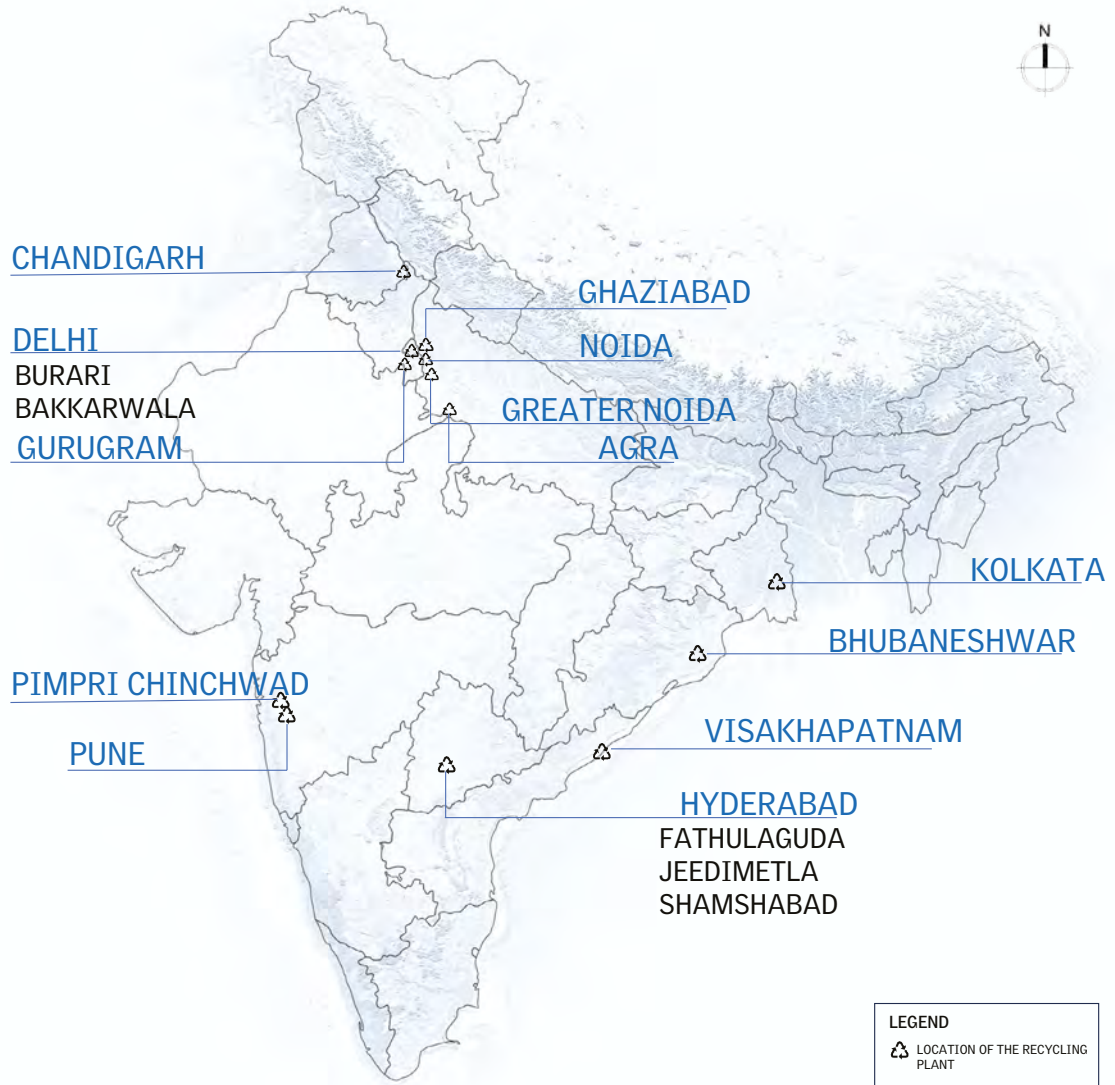 N
CHANDIGARH
GHAZIABAD
DELHI
BURARI
BAKKARWALA
NOIDA
GREATER NOIDA
GURUGRAM
AGRA
KOLKATA
BHUBANESHWAR
PIMPRI CHINCHWAD
PUNE
VISAKHAPATNAM
HYDERABAD
FATHULAGUDA
JEEDIMETLA
SHAMSHABAD
LEGEND
LOCATION OF THE RECYCLING
PLANT